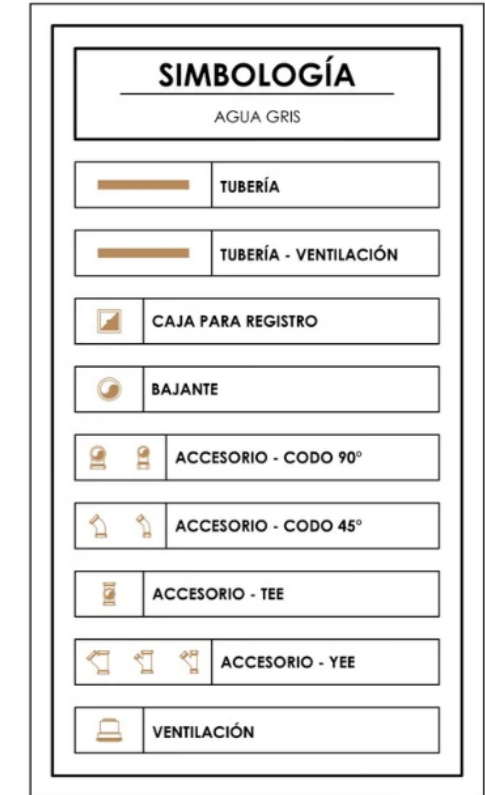 SIMBOLOGÍA
AGUA GRIS
TUBERÍA
TUBERÍA - VENTILACIÓN
CAJA PARA REGISTRO
BAJANTE
ACCESORIO - CODO 90°
ACCESORIO - CODO 45°
ACCESORIO - TEE
ACCESORIO - YEE
VENTILACIÓN